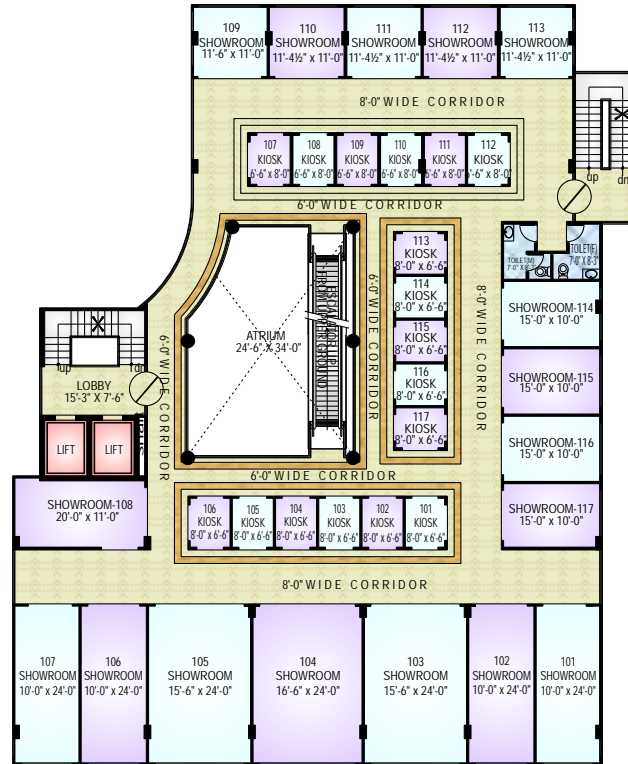 109
SHOWROOM
11'-6" x 11'-0"
110
SHOWROOM
11'-4½" x 11'-0"
111
SHOWROOM
11'-4½" x 11'-0"
112
SHOWROOM
11'-4½" x 11'-0"
113
SHOWROOM
11'-4½" x 11'-0"
8'-0" WIDE CORRIDOR
107
KIOSK
6'-6" x 8'-0"
108
KIOSK
6'-6" x 8'-0"
109
KIOSK
6'-6" x 8'-0"
110
KIOSK
6'-6" x 8'-0"
111
KIOSK
6'-6" x 8'-0"
112
KIOSK
6'-6" x 8'-0"
up
dn
6'-0" WIDE CORRIDOR
TOILET(M)
7'-0" X 8'-3"
TOILET(F)
7'-0" X 8'-3"
113
KIOSK
8'-0" x 6'-6"
114
KIOSK
8'-0" x 6'-6"
115
KIOSK
8'-0" x 6'-6"
116
KIOSK
8'-0" x 6'-6"
117
KIOSK
8'-0" x 6'-6"
6'-0" WIDE CORRIDOR
8'-0" WIDE CORRIDOR
SHOWROOM-114
15'-0" x 10'-0"
SHOWROOM-115
15'-0" x 10'-0"
SHOWROOM-116
15'-0" x 10'-0"
SHOWROOM-117
15'-0" x 10'-0"
ATRIUM
24'-6" X 34'-0"
ESCALATOR UP
FROM UPPER GROUND
6'-0" WIDE CORRIDOR
up
dn
LOBBY
15'-3" X 7'-6"
LIFT
LIFT
6'-0" WIDE CORRIDOR
SHOWROOM-108
20'-0" x 11'-0"
106
KIOSK
8'-0" x 6'-6"
105
KIOSK
8'-0" x 6'-6"
104
KIOSK
8'-0" x 6'-6"
103
KIOSK
8'-0" x 6'-6"
102
KIOSK
8'-0" x 6'-6"
101
KIOSK
8'-0" x 6'-6"
8'-0" WIDE CORRIDOR
107
SHOWROOM
10'-0" x 24'-0"
106
SHOWROOM
10'-0" x 24'-0"
105
SHOWROOM
15'-6" x 24'-0"
104
SHOWROOM
16'-6" x 24'-0"
103
SHOWROOM
15'-6" x 24'-0"
102
SHOWROOM
10'-0" x 24'-0"
101
SHOWROOM
10'-0" x 24'-0"